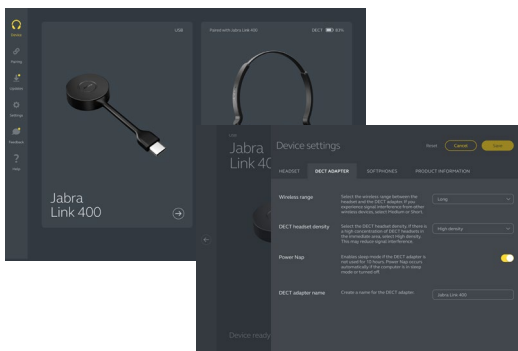 USB
Paired with Jabra Link 400
DECT
83%
Device
Pairing
Updates
Settings
Feedback
Help
Jabra
Link 400
USB
Jabra
Link 40
Device ready
Device settings
Reset
Cancel
Save
HEADSET
DECT ADAPTER
SOFTPHONES
PRODUCT INFORMATION
Wireless range
Select the wireless range between the
headset and the DECT adapter. If you
experience signal interference from other
wireless devices, select Medium or Short.
Long
DECT headset density
Select the DECT headset density. If there is
a high concentration of DECT headsets in
the immediate area, select High density.
This may reduce signal interference.
High density
Power Nap
Enables sleep mode if the DECT adapter is
not used for 10 hours. Power Nap occurs
automatically if the computer is in sleep
mode or turned off.
DECT adapter name
Create a name for the DECT adapter.
Jabra Link 400